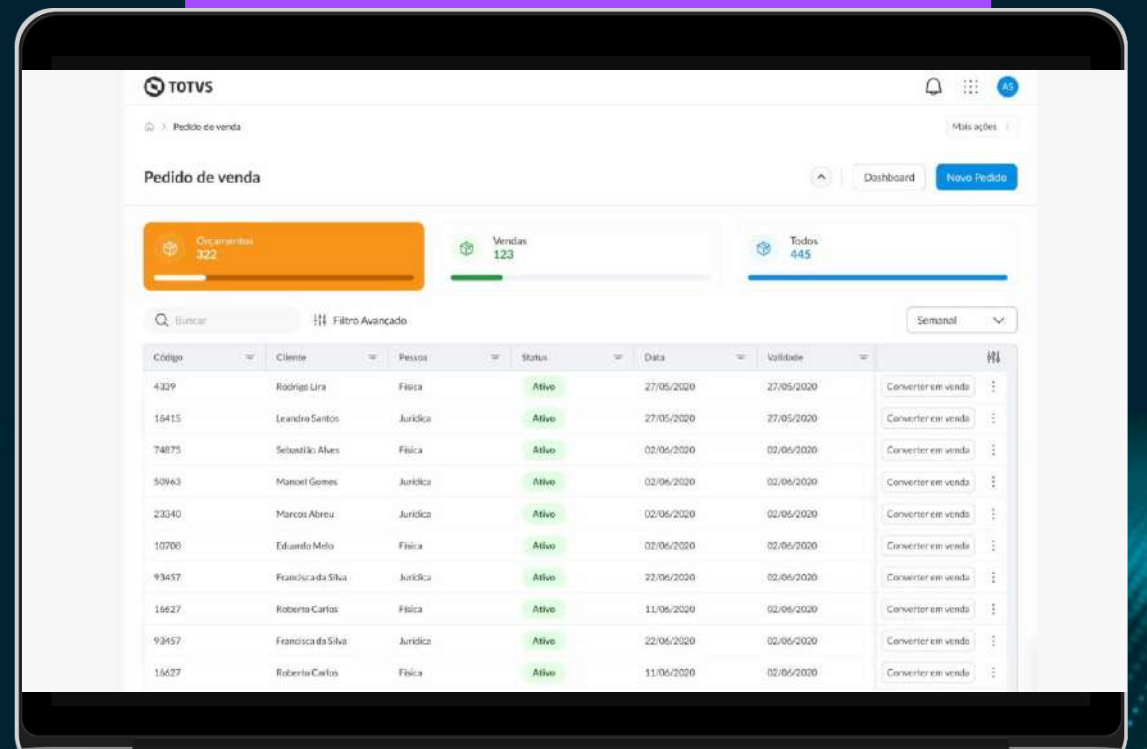 TOTVS
AS
Pedido de venda
Mais ações
Pedido de venda
Dashboard
Novo Pedido
Orçamentos
322
Vendas
123
Todos
445
Buscar
Filtro Avançado
Semanal
Código Cliente Pessoa Status Data Validade
4339 Rodrigo Lira Física Ativo 27/05/2020 27/05/2020 Converter em venda
16415 Leandro Santos Jurídica Ativo 27/05/2020 27/05/2020 Converter em venda
74875 Sebastião Alves Física Ativo 02/06/2020 02/06/2020 Converter em venda
50963 Manoel Gomes Jurídica Ativo 02/06/2020 02/06/2020 Converter em venda
23340 Marcos Abreu Jurídica Ativo 02/06/2020 02/06/2020 Converter em venda
10708 Eduardo Melo Física Ativo 02/06/2020 02/06/2020 Converter em venda
93457 Francisca da Silva Jurídica Ativo 22/06/2020 02/06/2020 Converter em venda
16627 Roberto Carlos Física Ativo 11/06/2020 02/06/2020 Converter em venda
93457 Francisca da Silva Jurídica Ativo 22/06/2020 02/06/2020 Converter em venda
16627 Roberto Carlos Física Ativo 11/06/2020 02/06/2020 Converter em venda